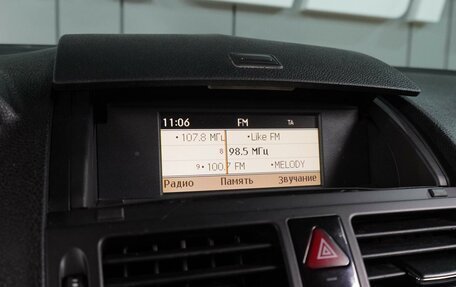 11:06 FM TA
•107.8 МГц •Like FM
8 98.5 МГц
9•100.7 FM •MELODY
Радио Память Звучание